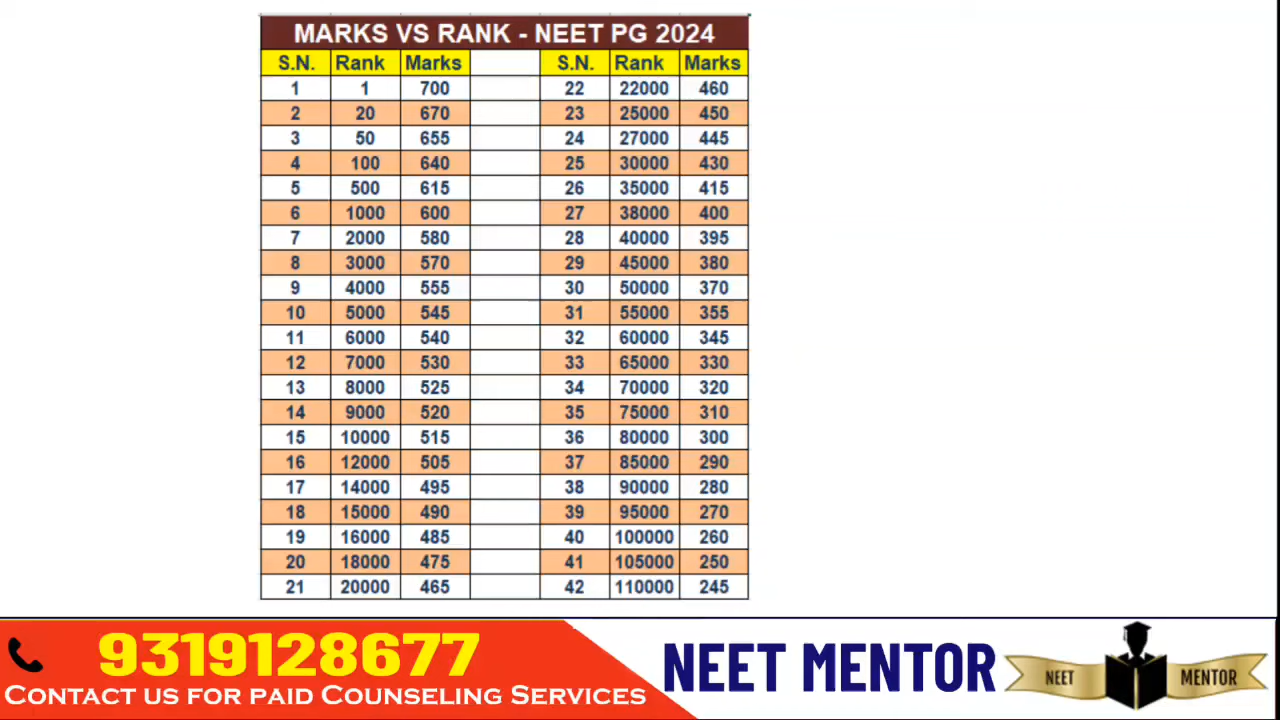 MARKS VS RANK - NEET PG 2024
S.N. Rank Marks S.N. Rank Marks
1 1 700 22 22000 460
2 20 670 23 25000 450
3 50 655 24 27000 445
4 100 640 25 30000 430
5 500 615 26 35000 415
6 1000 600 27 38000 400
7 2000 580 28 40000 395
8 3000 570 29 45000 380
9 4000 555 30 50000 370
10 5000 545 31 55000 355
11 6000 540 32 60000 345
12 7000 530 33 65000 330
13 8000 525 34 70000 320
14 9000 520 35 75000 310
15 10000 515 36 80000 300
16 12000 505 37 85000 290
17 14000 495 38 90000 280
18 15000 490 39 95000 270
19 16000 485 40 100000 260
20 18000 475 41 105000 250
21 20000 465 42 110000 245
9319128677
CONTACT US FOR PAID COUNSELING SERVICES
NEET MENTOR
NEET MENTOR